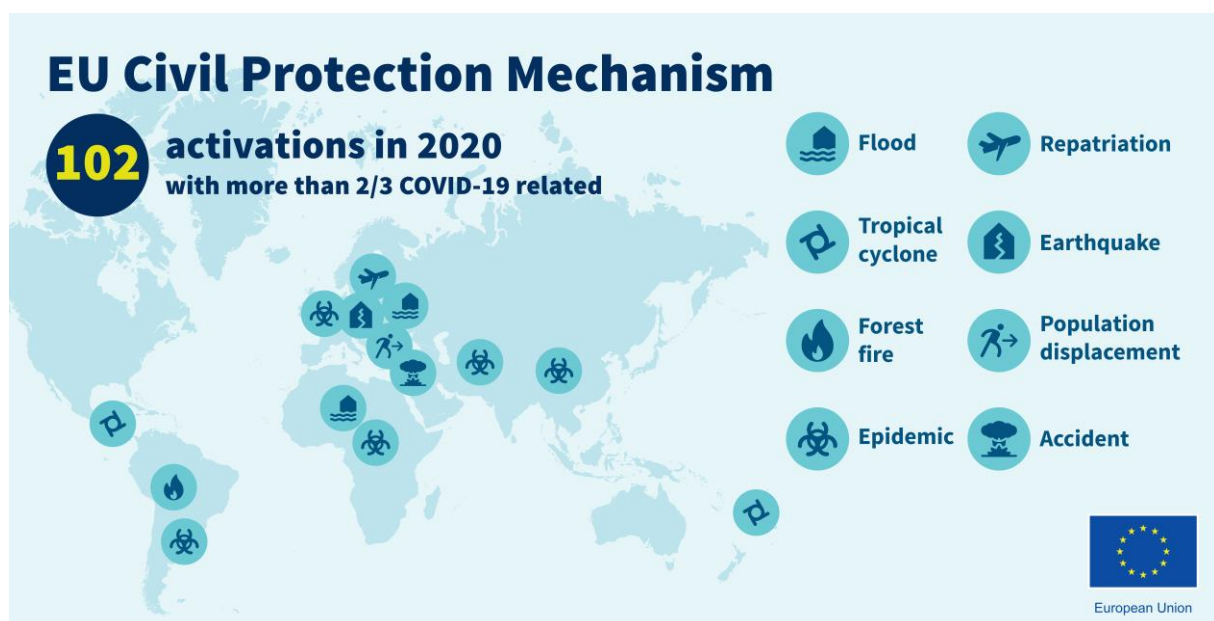 EU Civil Protection Mechanism
102
activations in 2020
with more than 2/3 COVID-19 related
Flood
Repatriation
Tropical
cyclone
Earthquake
Forest
fire
Population
displacement
Epidemic
Accident
European Union